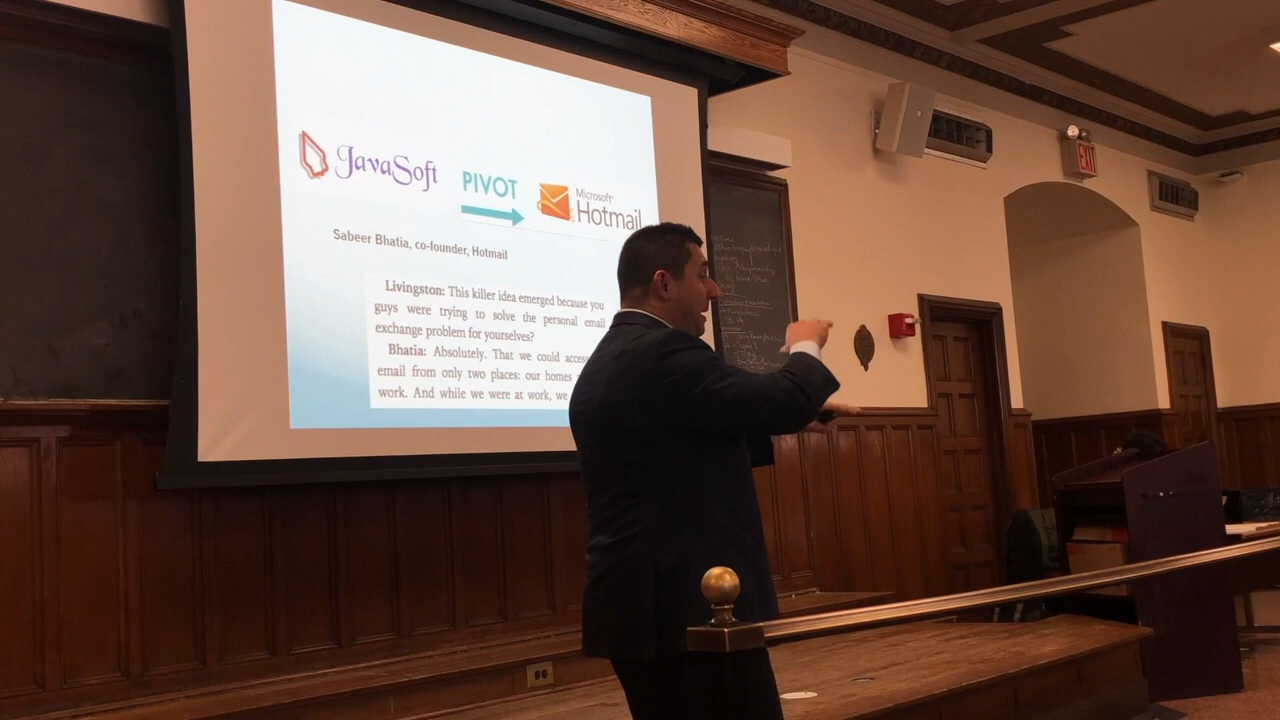 JavaSoft
PIVOT
Microsoft®
Hotmail
Sabeer Bhatia, co-founder, Hotmail
Livingston: This killer idea emerged because you
guys were trying to solve the personal email
exchange problem for yourselves?
Bhatia: Absolutely. That we could access
email from only two places: our homes
work. And while we were at work, we
EXIT